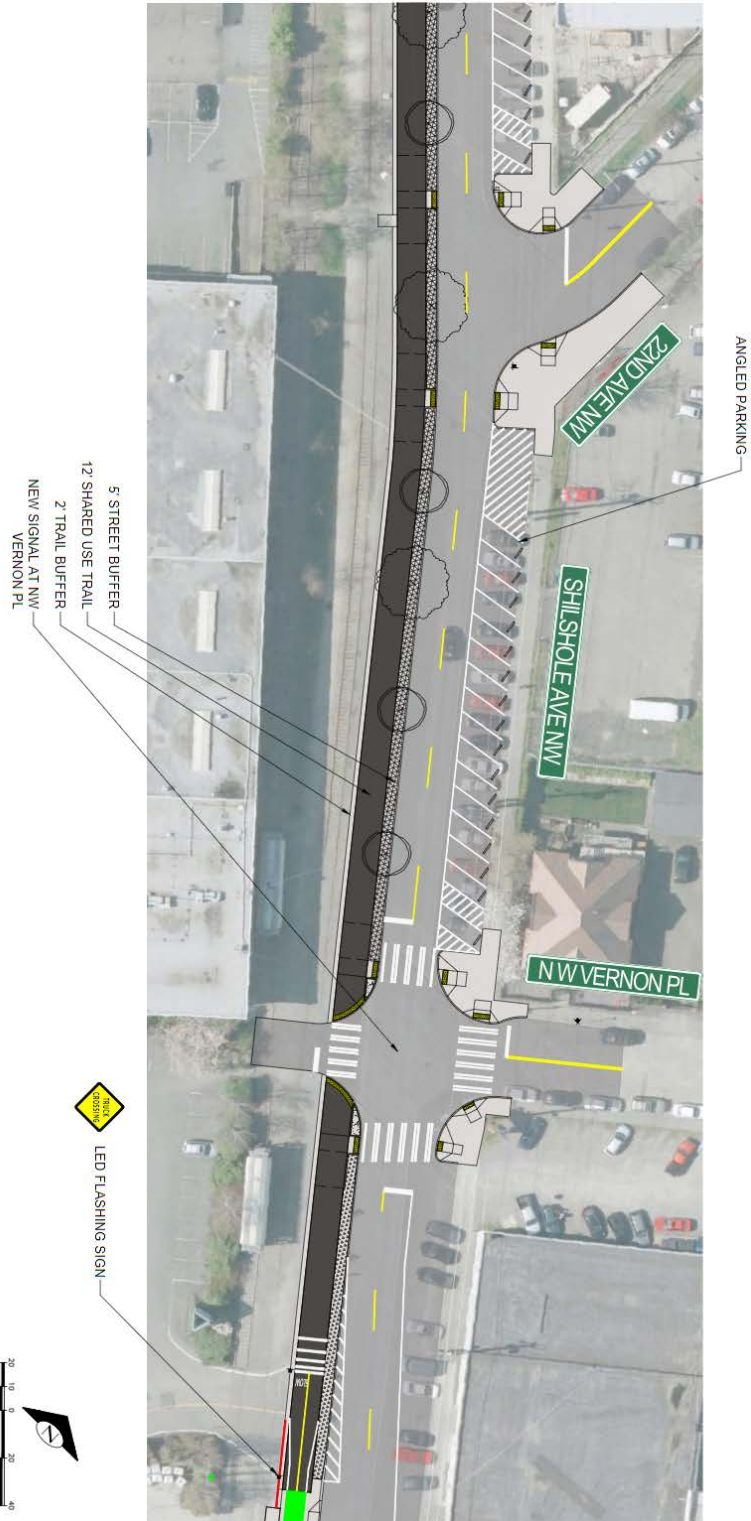 ANGLED PARKING
22ND AVE NW
SHILSHOLE AVE NW
N W VERNON PL
5' STREET BUFFER
12' SHARED USE TRAIL
2' TRAIL BUFFER
NEW SIGNAL AT NW
VERNON PL
TRUCK
CROSSING
LED FLASHING SIGN
SLOW
N
20 10 0 20 40